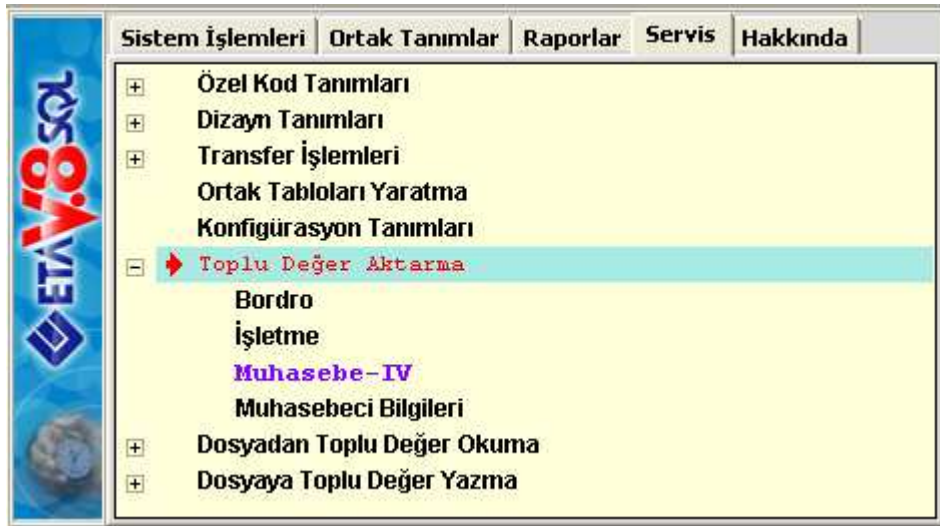 Sistem İşlemleri Ortak Tanımlar Raporlar Servis Hakkında
Özel Kod Tanımları
Dizayn Tanımları
Transfer İşlemleri
Ortak Tabloları Yaratma
Konfigürasyon Tanımları
Toplu Değer Aktarma
Bordro
İşletme
Muhasebe-IV
Muhasebeci Bilgileri
Dosyadan Toplu Değer Okuma
Dosyaya Toplu Değer Yazma
ETA V.8 SQL